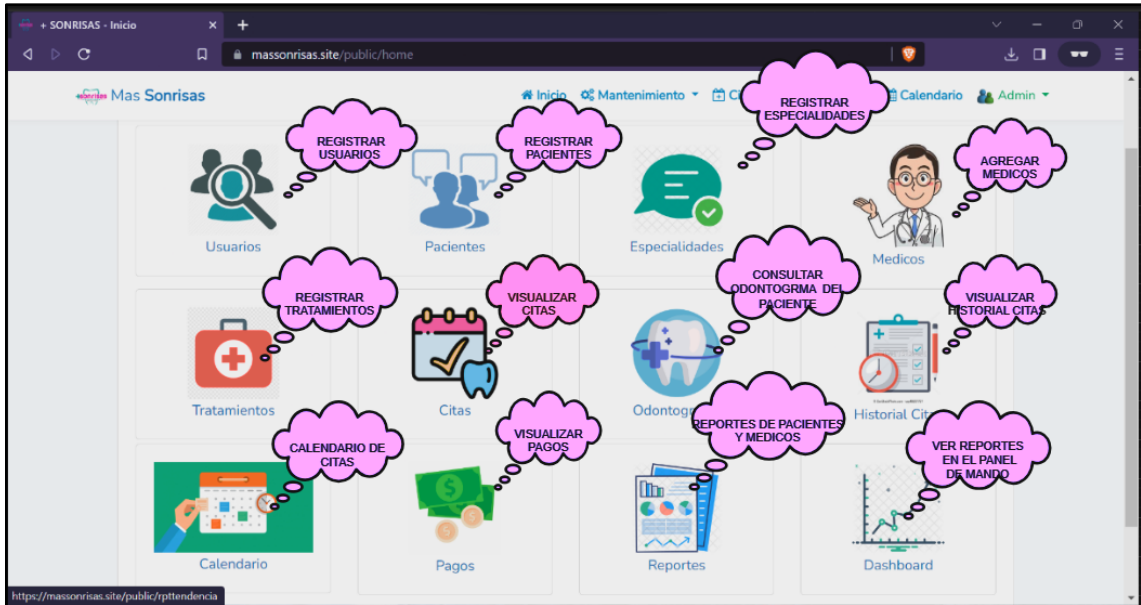 + SONRISAS - Inicio
massonrisas.site/public/home
Mas Sonrisas
Inicio
Mantenimiento
Calendario
Admin
REGISTRAR
ESPECIALIDADES
REGISTRAR
USUARIOS
REGISTRAR
PACIENTES
AGREGAR
MEDICOS
Usuarios
Pacientes
Especialidades
Medicos
REGISTRAR
TRATAMIENTOS
VISUALIZAR
CITAS
CONSULTAR
ODONTOGRMA DEL
PACIENTE
VISUALIZAR
HISTORIAL CITAS
Tratamientos
Citas
Historial
CALENDARIO DE
CITAS
VISUALIZAR
PAGOS
REPORTES DE PACIENTES
Y MEDICOS
VER REPORTES
EN EL PANEL
DE MANDO
Calendario
Pagos
Reportes
Dashboard
https://massonrisas.site/public/rpttendencia